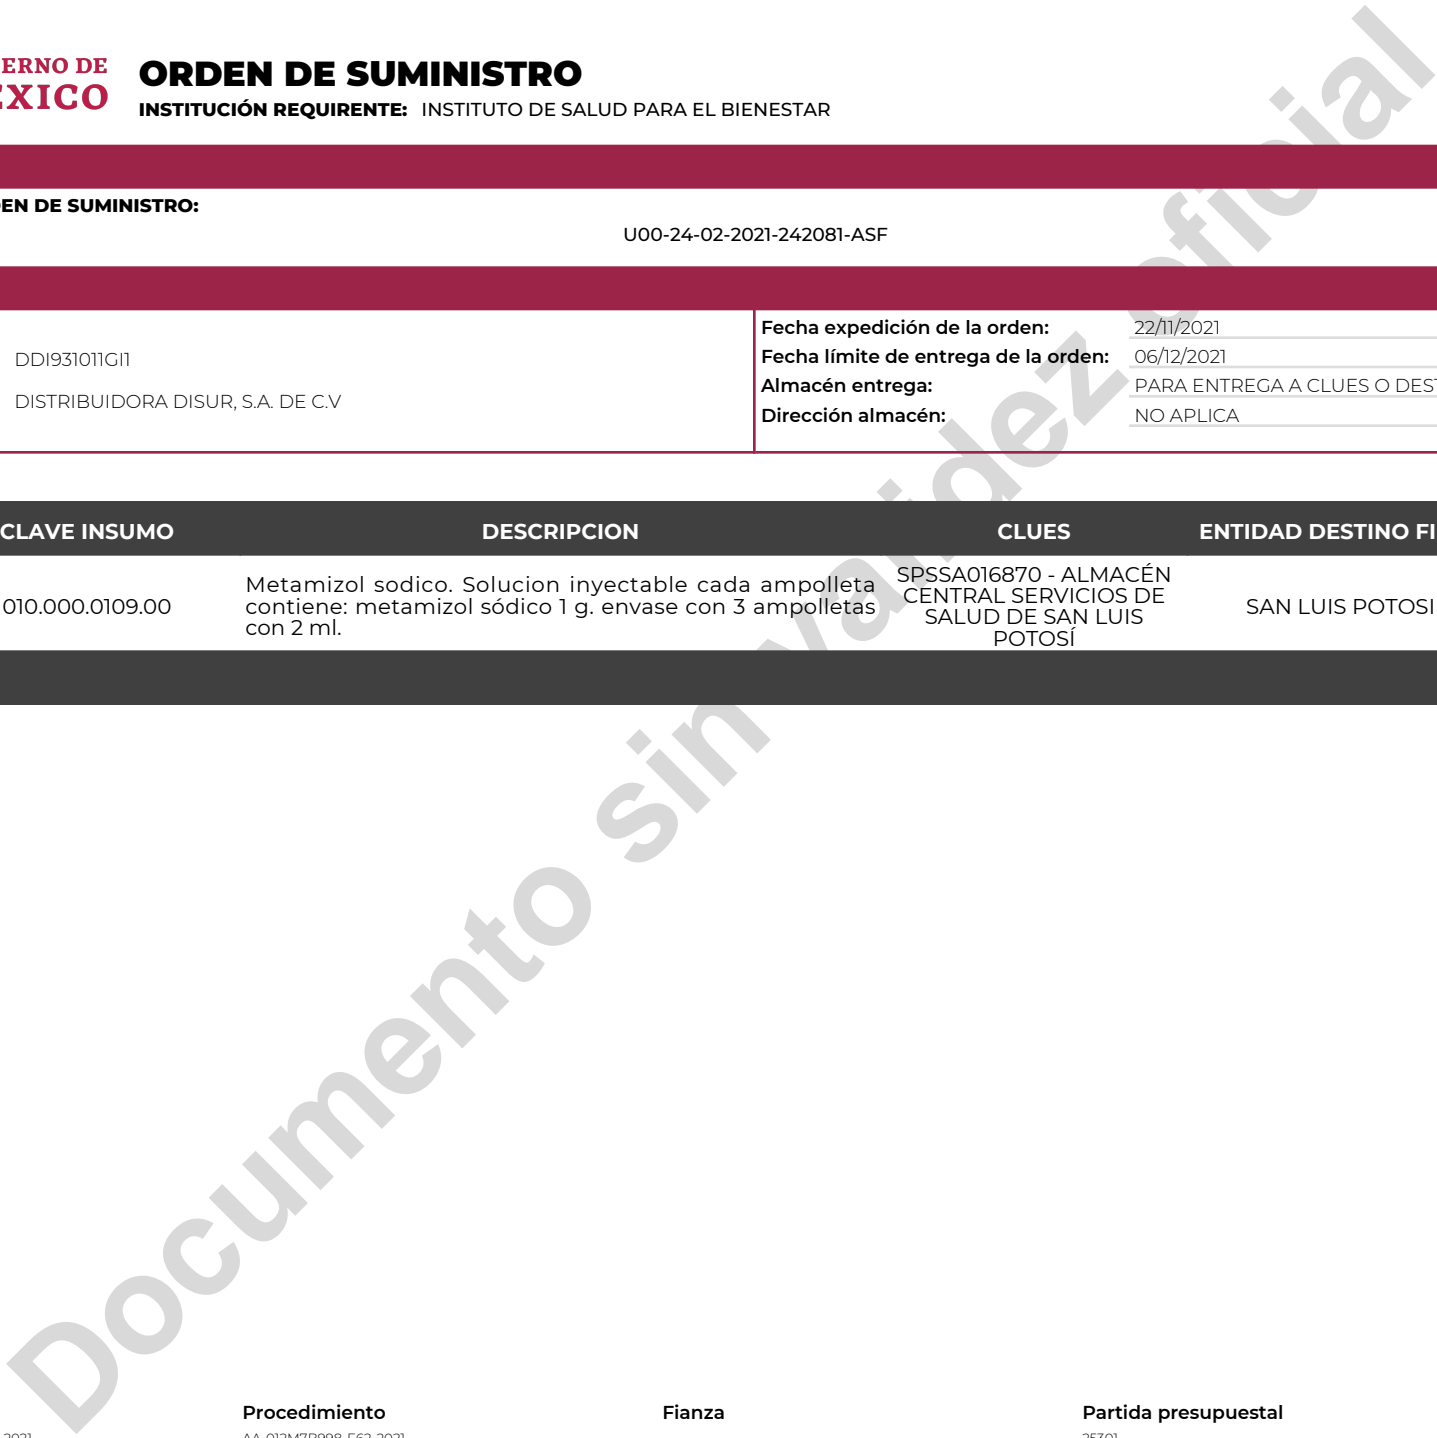 ERNO DE
EXICO
ORDEN DE SUMINISTRO
INSTITUCIÓN REQUIRENTE: INSTITUTO DE SALUD PARA EL BIENESTAR
EN DE SUMINISTRO:
U00-24-02-2021-242081-ASF
DDI931011GI1
DISTRIBUIDORA DISUR, S.A. DE C.V
Fecha expedición de la orden: 22/11/2021
Fecha límite de entrega de la orden: 06/12/2021
Almacén entrega: PARA ENTREGA A CLUES O DEST
Dirección almacén: NO APLICA
CLAVE INSUMO DESCRIPCION CLUES ENTIDAD DESTINO FI
010.000.0109.00
Metamizol sodico. Solucion inyectable cada ampolleta
contiene: metamizol sódico 1 g. envase con 3 ampolletas
con 2 ml.
SPSSA016870 - ALMACÉN
CENTRAL SERVICIOS DE
SALUD DE SAN LUIS
POTOSÍ
SAN LUIS POTOSI
Documento sin validez oficial
Procedimiento Fianza Partida presupuestal